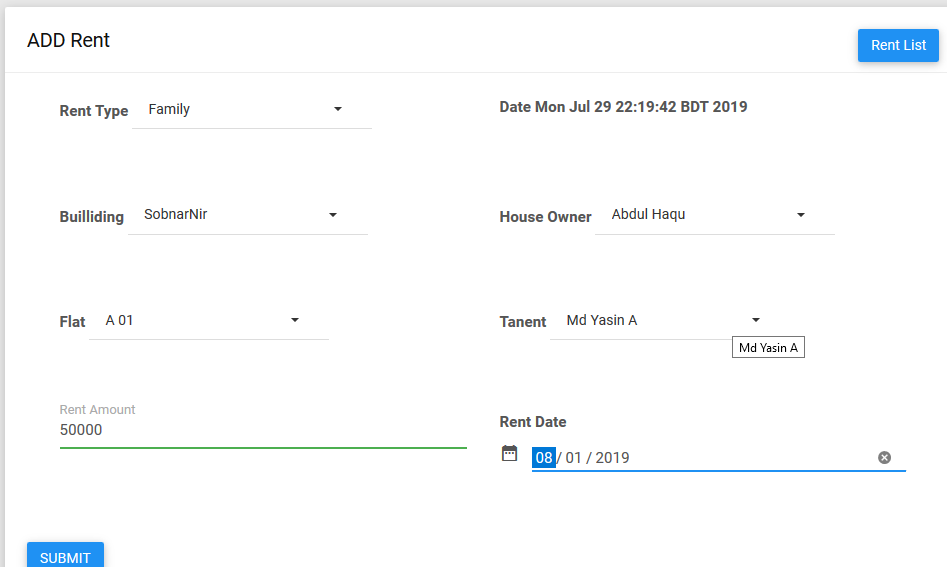 ADD Rent
Rent List
Rent Type Family
Date Mon Jul 29 22:19:42 BDT 2019
Builliding SobnarNir
House Owner Abdul Haqu
Flat A 01
Tanent Md Yasin A
Md Yasin A
Rent Amount
50000
Rent Date
08 / 01 / 2019
SUBMIT